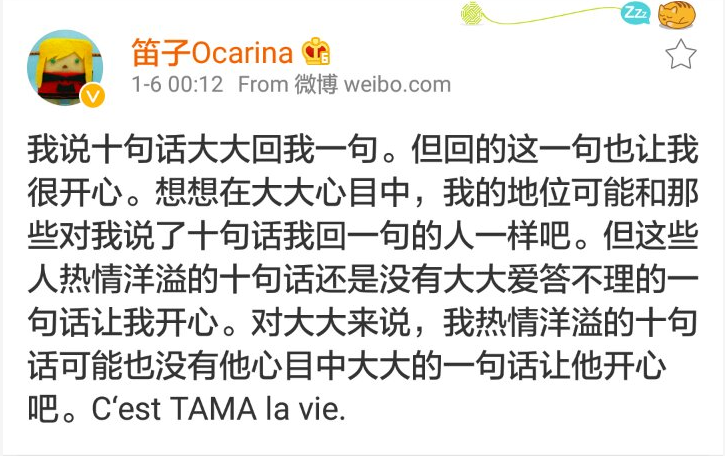 Zzz
笛子Ocarina 6
1-6 00:12 From 微博 weibo.com
我说十句话大大回我一句。但回的这一句也让我
很开心。想想在大大心目中，我的地位可能和那
些对我说了十句话我回一句的人一样吧。但这些
人热情洋溢的十句话还是没有大大爱答不理的一
句话让我开心。对大大来说，我热情洋溢的十句
话可能也没有他心目中大大的一句话让他开心
吧。C‘est TAMA la vie.